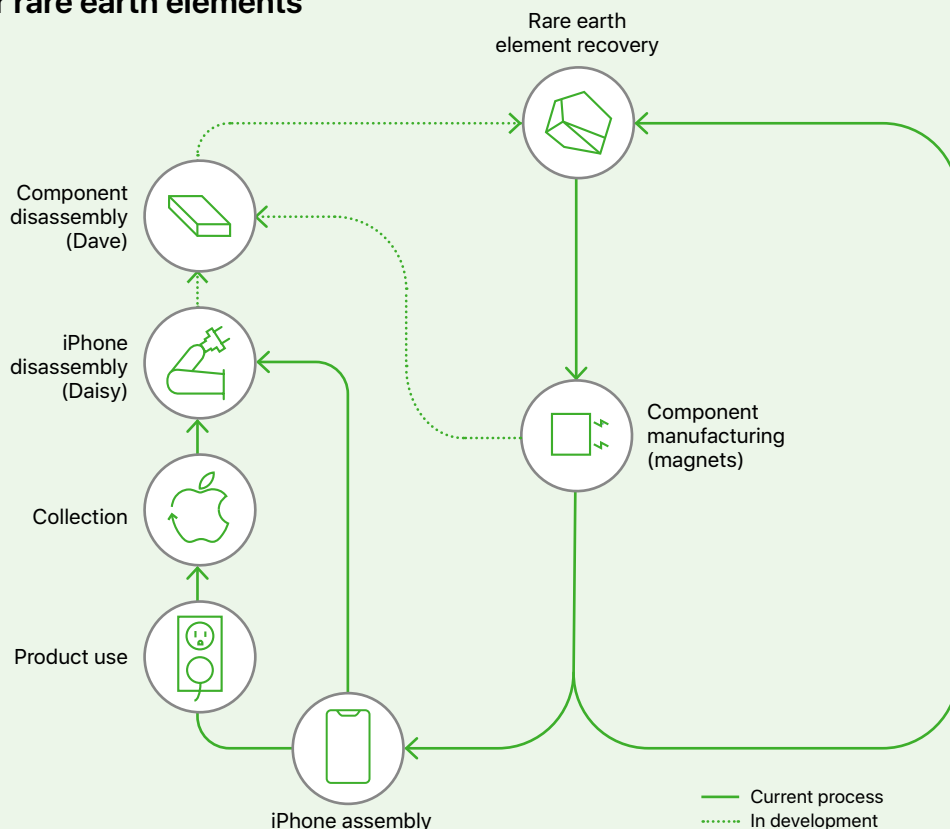 r rare earth elements
Rare earth
element recovery
Component
disassembly
(Dave)
iPhone
disassembly
(Daisy)
Component
manufacturing
(magnets)
Collection
Product use
iPhone assembly
Current process
In development